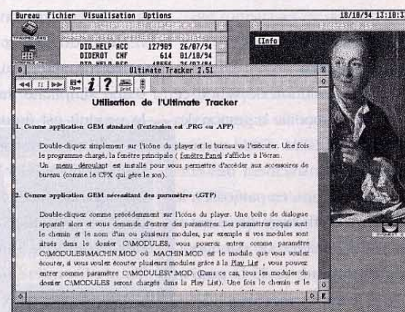 Bureau Fichier Visualisation Options 18/10/94 13:10:
DID_HELP ACC 127989 26/07/94
DIDEROT CNF 614 01/10/94
Info
Ultimate Tracker 2.51
Utilisation de l'Ultimate Tracker
1. Comme application GEM standard (l'extension est .PRG ou .APP)
Double-cliquez simplement sur l'icône du player et le bureau va l'exécuter. Une fois
le programme chargé, la fenêtre principale ( fenêtre Panel s'affiche à l'écran.
Un menu déroulant est installé pour vous permettre d'accéder aux accessoires de
bureau (comme le CPX qui gère le son).
2. Comme application GEM nécessitant des paramètres (.GTP)
Double-cliquez comme précédemment sur l'icône du player. Une boîte de dialogue
apparaît alors et vous demande d'entrer des paramètres. Les paramètres requis sont
le chemin et le nom d'un ou plusieurs modules, par exemple si vos modules sont
situés dans le dossier C:\MODULES, vous pourrez entrer comme paramètre
C:\MODULES\MACHIN.MOD où MACHIN.MOD est le module que vous voulez
écouter, si vous voulez écouter plusieurs modules grâce à la Play List , vous pouvez
entrer comme paramètre C:\MODULES\*.MOD. (Dans ce cas, tous les modules du
dossier C:\MODULES seront chargés dans la Play List). Une fois le chemin et le